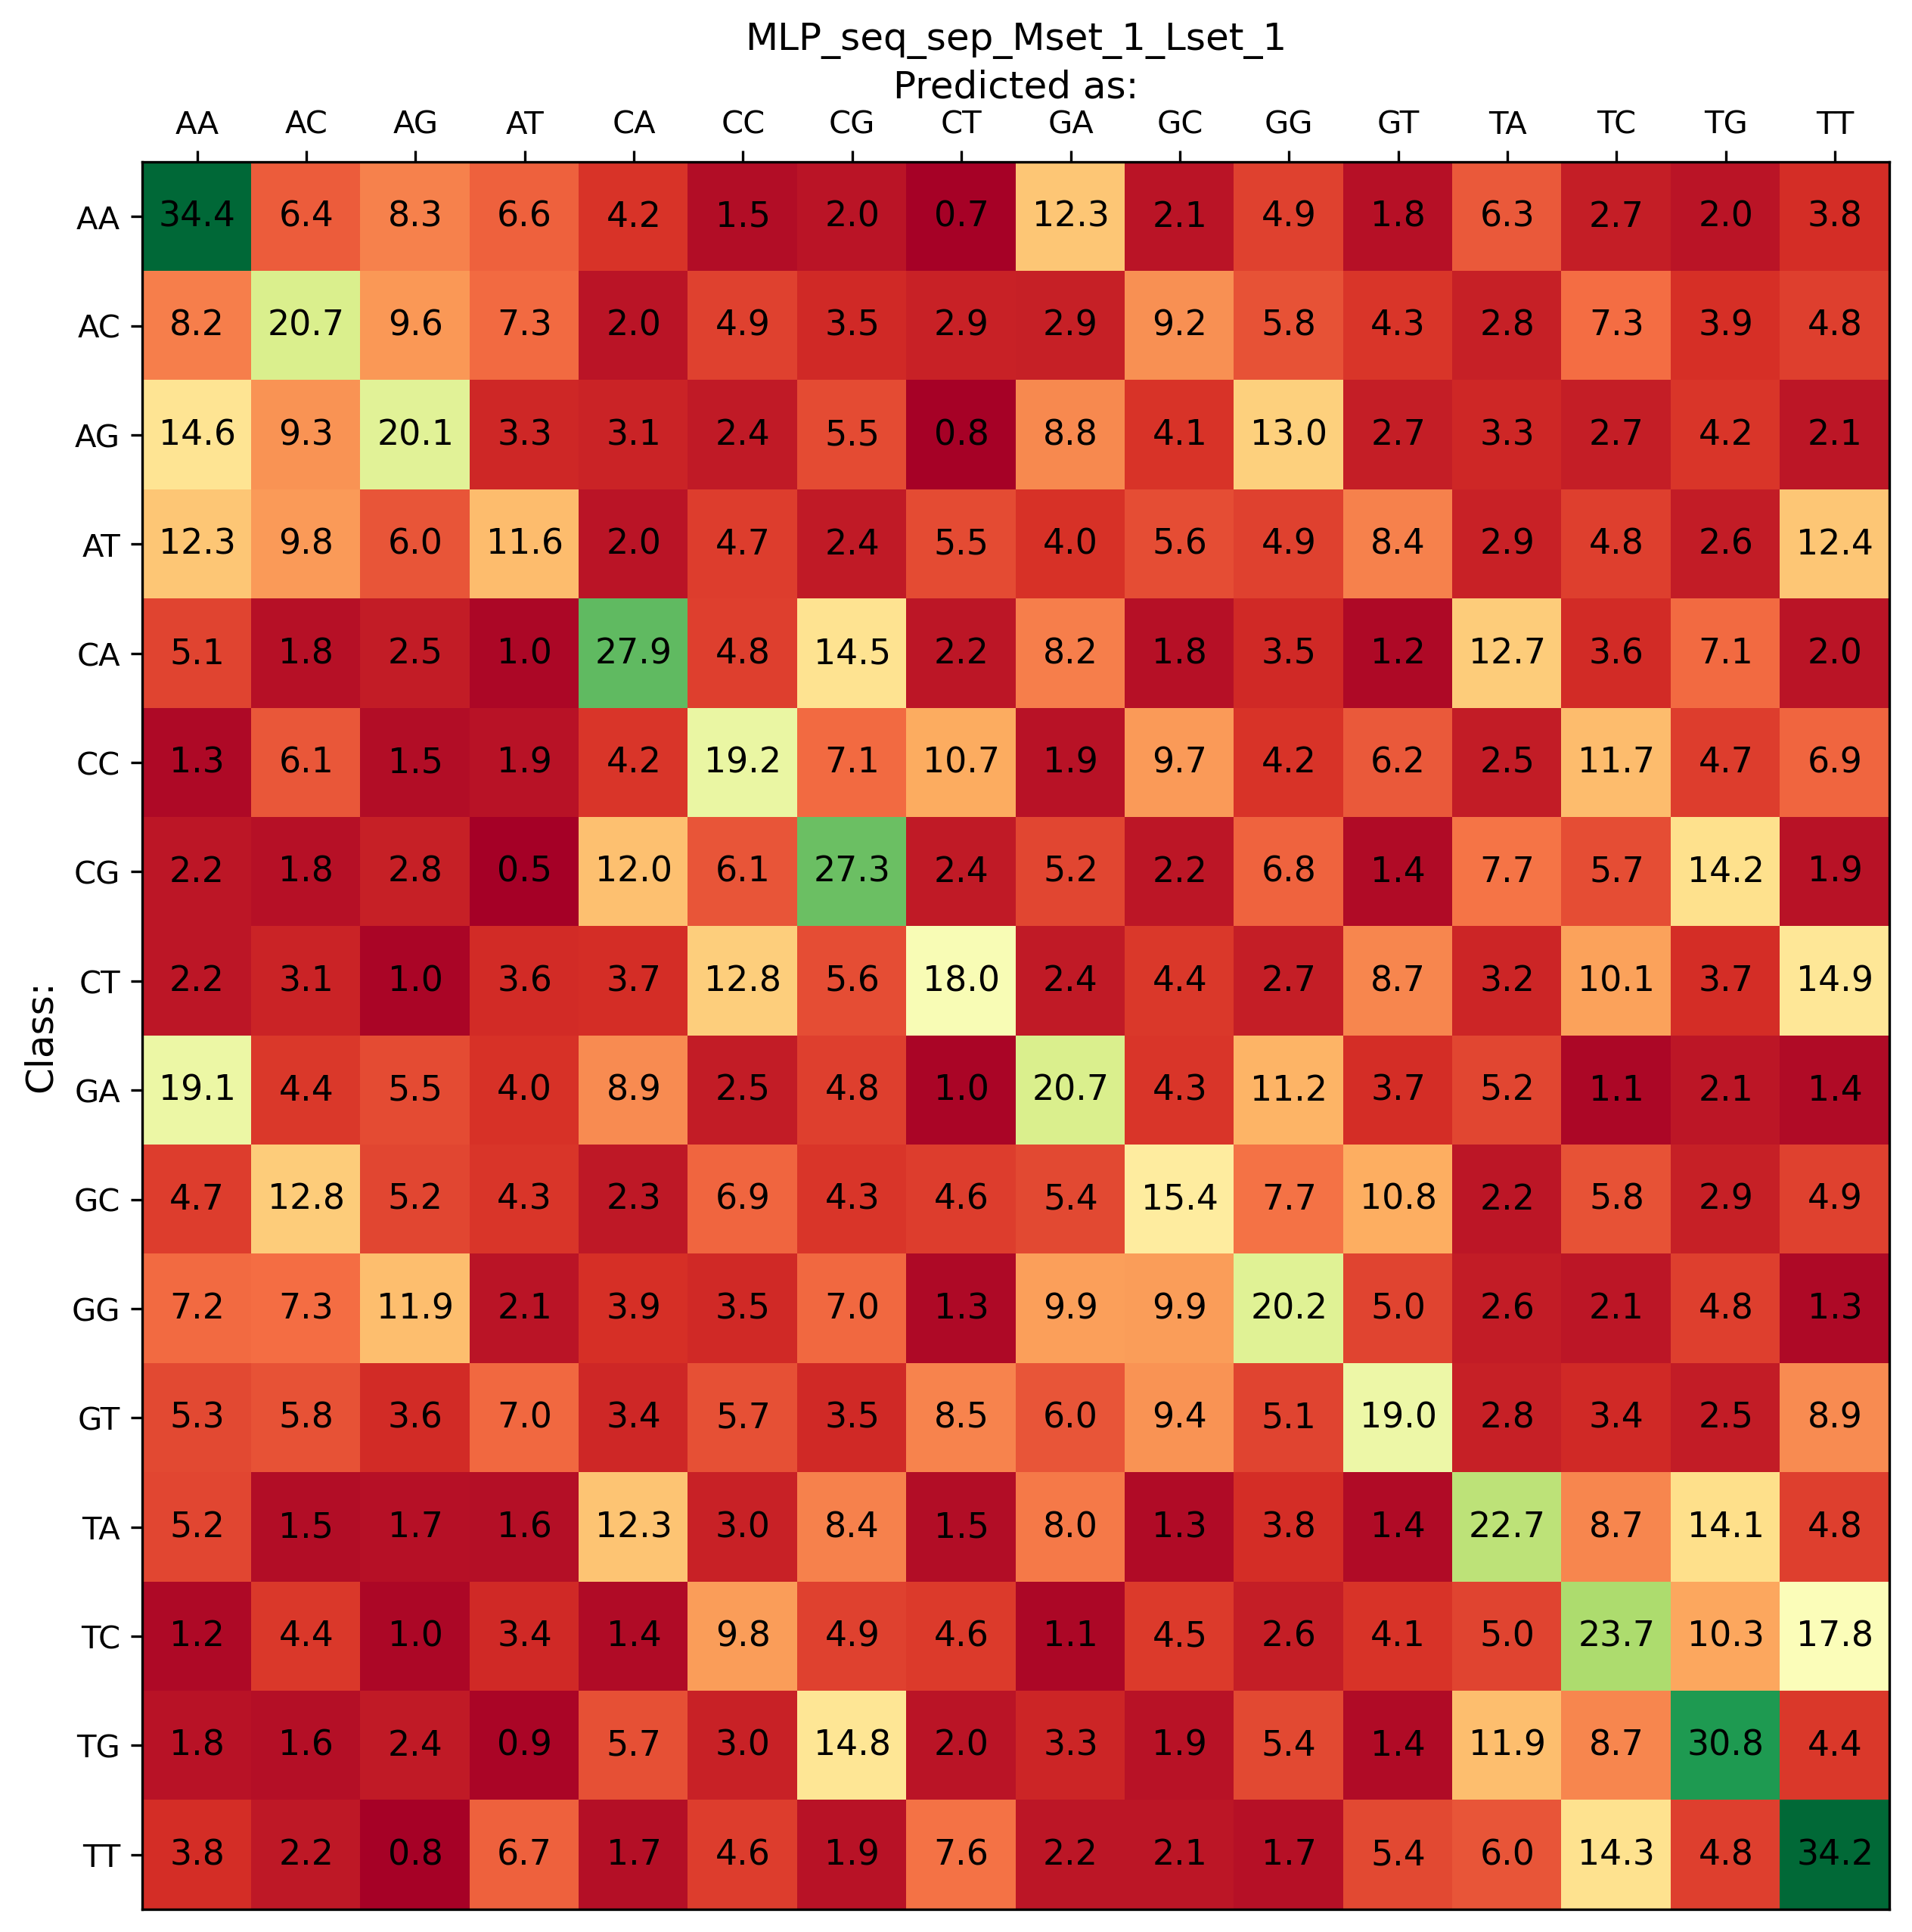 MLP_seq_sep_Mset_1_Lset_1
Predicted as:
AA AC AG AT CA CC CG CT GA GC GG GT TA TC TG TT
AA 34.4 6.4 8.3 6.6 4.2 1.5 2.0 0.7 12.3 2.1 4.9 1.8 6.3 2.7 2.0 3.8
AC 8.2 20.7 9.6 7.3 2.0 4.9 3.5 2.9 2.9 9.2 5.8 4.3 2.8 7.3 3.9 4.8
AG 14.6 9.3 20.1 3.3 3.1 2.4 5.5 0.8 8.8 4.1 13.0 2.7 3.3 2.7 4.2 2.1
AT 12.3 9.8 6.0 11.6 2.0 4.7 2.4 5.5 4.0 5.6 4.9 8.4 2.9 4.8 2.6 12.4
CA 5.1 1.8 2.5 1.0 27.9 4.8 14.5 2.2 8.2 1.8 3.5 1.2 12.7 3.6 7.1 2.0
CC 1.3 6.1 1.5 1.9 4.2 19.2 7.1 10.7 1.9 9.7 4.2 6.2 2.5 11.7 4.7 6.9
CG 2.2 1.8 2.8 0.5 12.0 6.1 27.3 2.4 5.2 2.2 6.8 1.4 7.7 5.7 14.2 1.9
CT 2.2 3.1 1.0 3.6 3.7 12.8 5.6 18.0 2.4 4.4 2.7 8.7 3.2 10.1 3.7 14.9
Class:
GA 19.1 4.4 5.5 4.0 8.9 2.5 4.8 1.0 20.7 4.3 11.2 3.7 5.2 1.1 2.1 1.4
GC 4.7 12.8 5.2 4.3 2.3 6.9 4.3 4.6 5.4 15.4 7.7 10.8 2.2 5.8 2.9 4.9
GG 7.2 7.3 11.9 2.1 3.9 3.5 7.0 1.3 9.9 9.9 20.2 5.0 2.6 2.1 4.8 1.3
GT 5.3 5.8 3.6 7.0 3.4 5.7 3.5 8.5 6.0 9.4 5.1 19.0 2.8 3.4 2.5 8.9
TA 5.2 1.5 1.7 1.6 12.3 3.0 8.4 1.5 8.0 1.3 3.8 1.4 22.7 8.7 14.1 4.8
TC 1.2 4.4 1.0 3.4 1.4 9.8 4.9 4.6 1.1 4.5 2.6 4.1 5.0 23.7 10.3 17.8
TG 1.8 1.6 2.4 0.9 5.7 3.0 14.8 2.0 3.3 1.9 5.4 1.4 11.9 8.7 30.8 4.4
TT 3.8 2.2 0.8 6.7 1.7 4.6 1.9 7.6 2.2 2.1 1.7 5.4 6.0 14.3 4.8 34.2